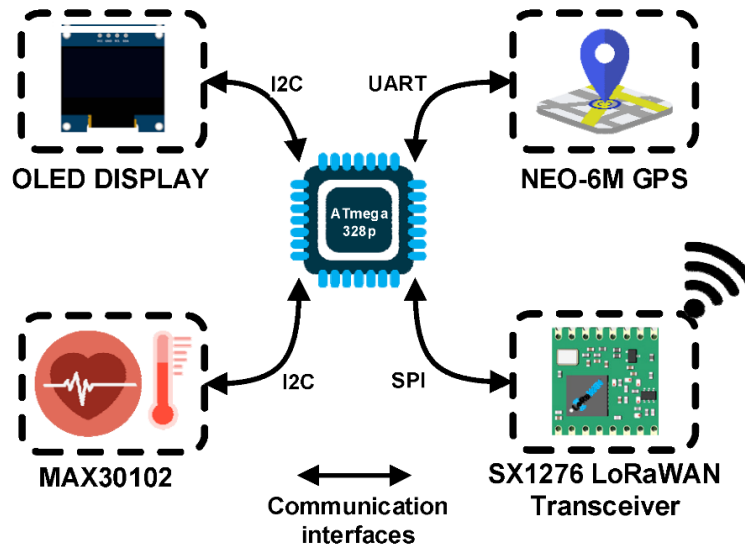 I2C
UART
OLED DISPLAY
NEO-6M GPS
ATmega
328p
I2C
SPI
MAX30102
SX1276 LoRaWAN
Transceiver
Communication
interfaces